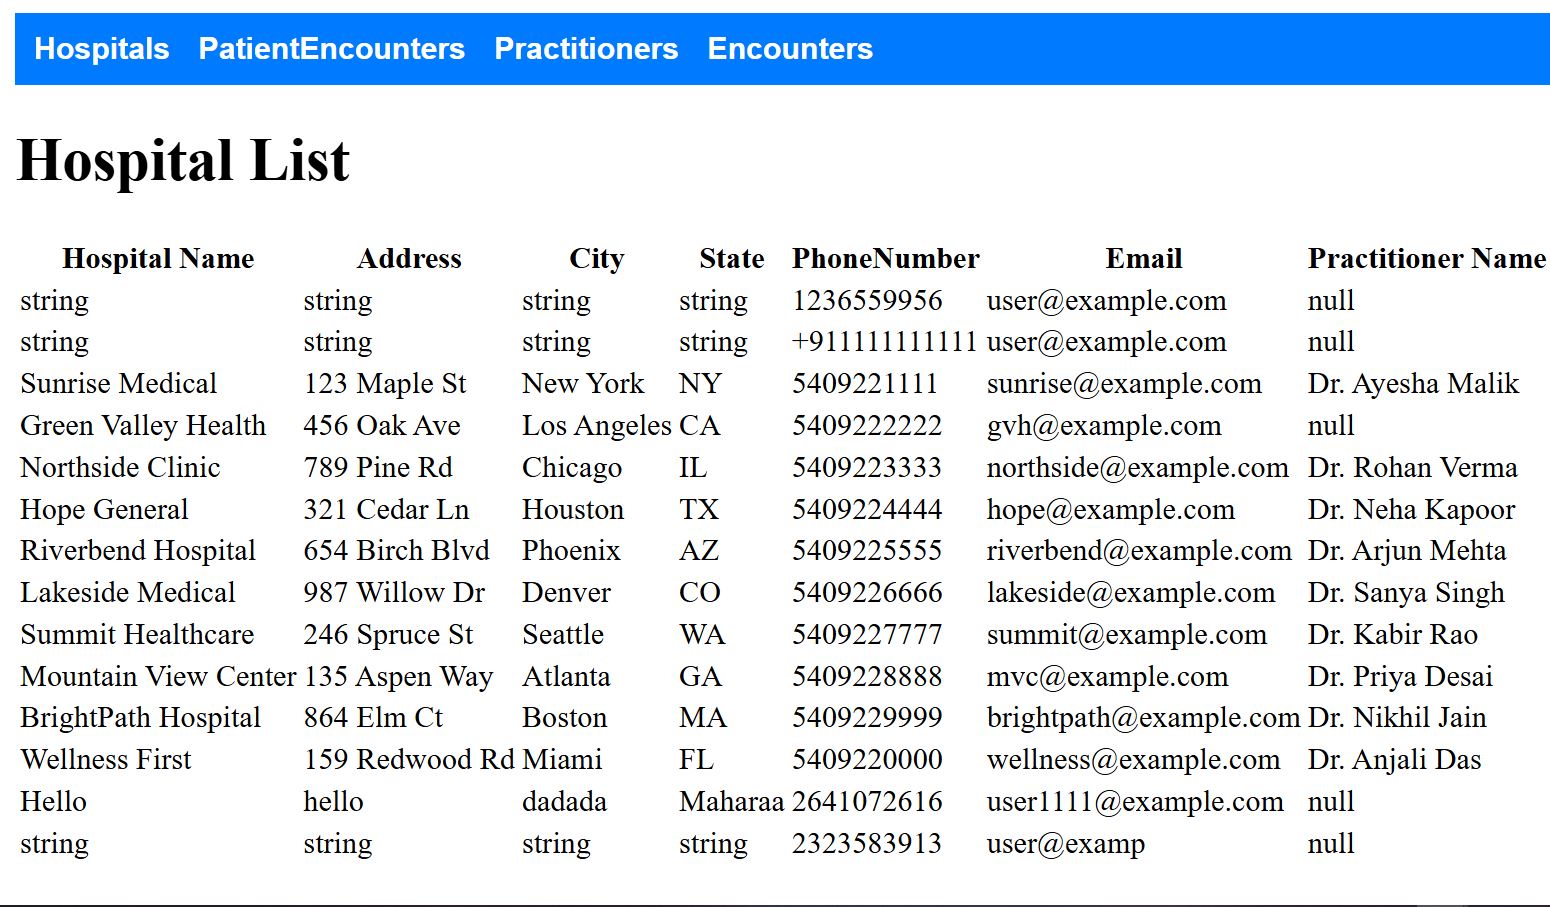 Hospitals PatientEncounters Practitioners Encounters
Hospital List
Hospital Name Address City State PhoneNumber Email Practitioner Name
string string string string 1236559956 user@example.com null
string string string string +911111111111 user@example.com null
Sunrise Medical 123 Maple St New York NY 5409221111 sunrise@example.com Dr. Ayesha Malik
Green Valley Health 456 Oak Ave Los Angeles CA 5409222222 gvh@example.com null
Northside Clinic 789 Pine Rd Chicago IL 5409223333 northside@example.com Dr. Rohan Verma
Hope General 321 Cedar Ln Houston TX 5409224444 hope@example.com Dr. Neha Kapoor
Riverbend Hospital 654 Birch Blvd Phoenix AZ 5409225555 riverbend@example.com Dr. Arjun Mehta
Lakeside Medical 987 Willow Dr Denver CO 5409226666 lakeside@example.com Dr. Sanya Singh
Summit Healthcare 246 Spruce St Seattle WA 5409227777 summit@example.com Dr. Kabir Rao
Mountain View Center 135 Aspen Way Atlanta GA 5409228888 mvc@example.com Dr. Priya Desai
BrightPath Hospital 864 Elm Ct Boston MA 5409229999 brightpath@example.com Dr. Nikhil Jain
Wellness First 159 Redwood Rd Miami FL 5409220000 wellness@example.com Dr. Anjali Das
Hello hello dadada Maharaa 2641072616 user1111@example.com null
string string string string 2323583913 user@examp null